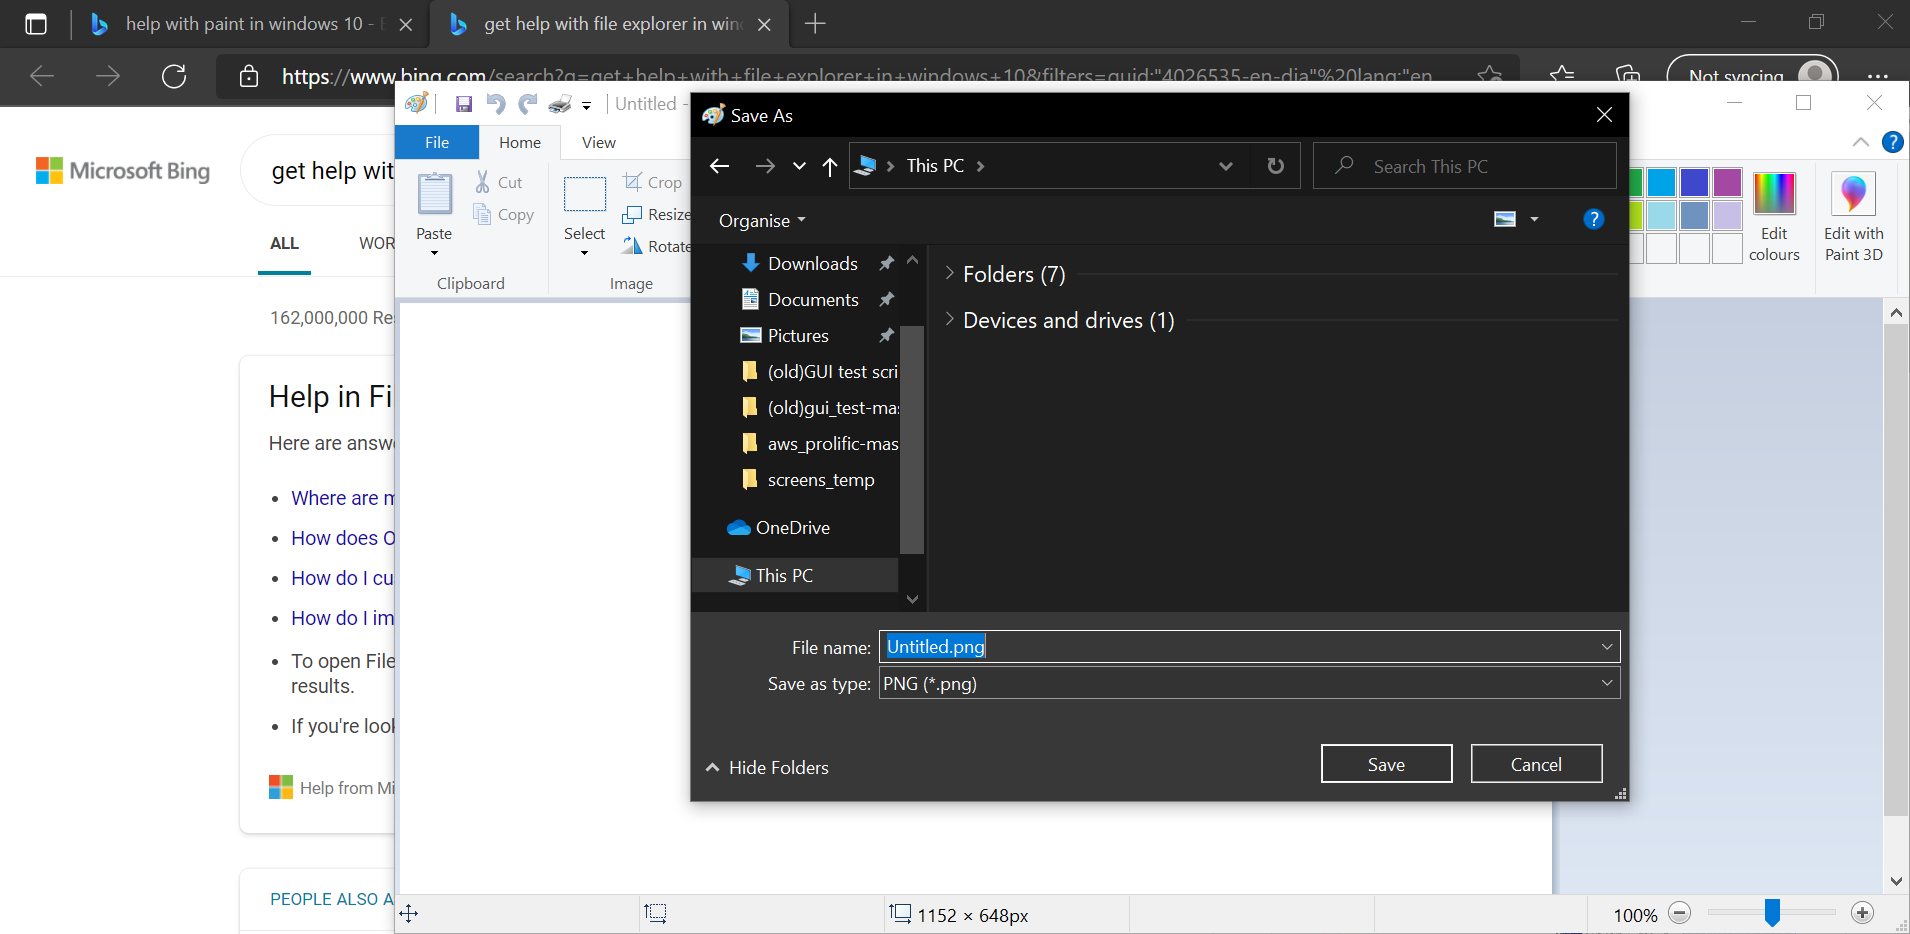 help with paint in windows 10 -
get help with file explorer in win
https://www.bing.com/search?q=get+help+with+file+explorer+in+windows+10&filters=guid:"4026535-en-dia"%20lang:"en
Not syncing
Microsoft Bing
get help wit
ALL
WOR
162,000,000 Re
Help in Fi
Here are answ
Where are m
How does O
How do I cu
How do I im
To open File
results.
If you're look
Help from Mi
PEOPLE ALSO A
Untitled -
File
Home
View
Paste
Cut
Copy
Clipboard
Select
Crop
Resize
Rotate
Image
Edit
colours
Edit with
Paint 3D
Save As
This PC
Search This PC
Organise
Downloads
Documents
Pictures
(old)GUI test scri
(old)gui_test-mas
aws_prolific-mas
screens_temp
OneDrive
This PC
Folders (7)
Devices and drives (1)
File name:
Untitled.png
Save as type:
PNG (*.png)
Hide Folders
Save
Cancel
1152 × 648px
100%